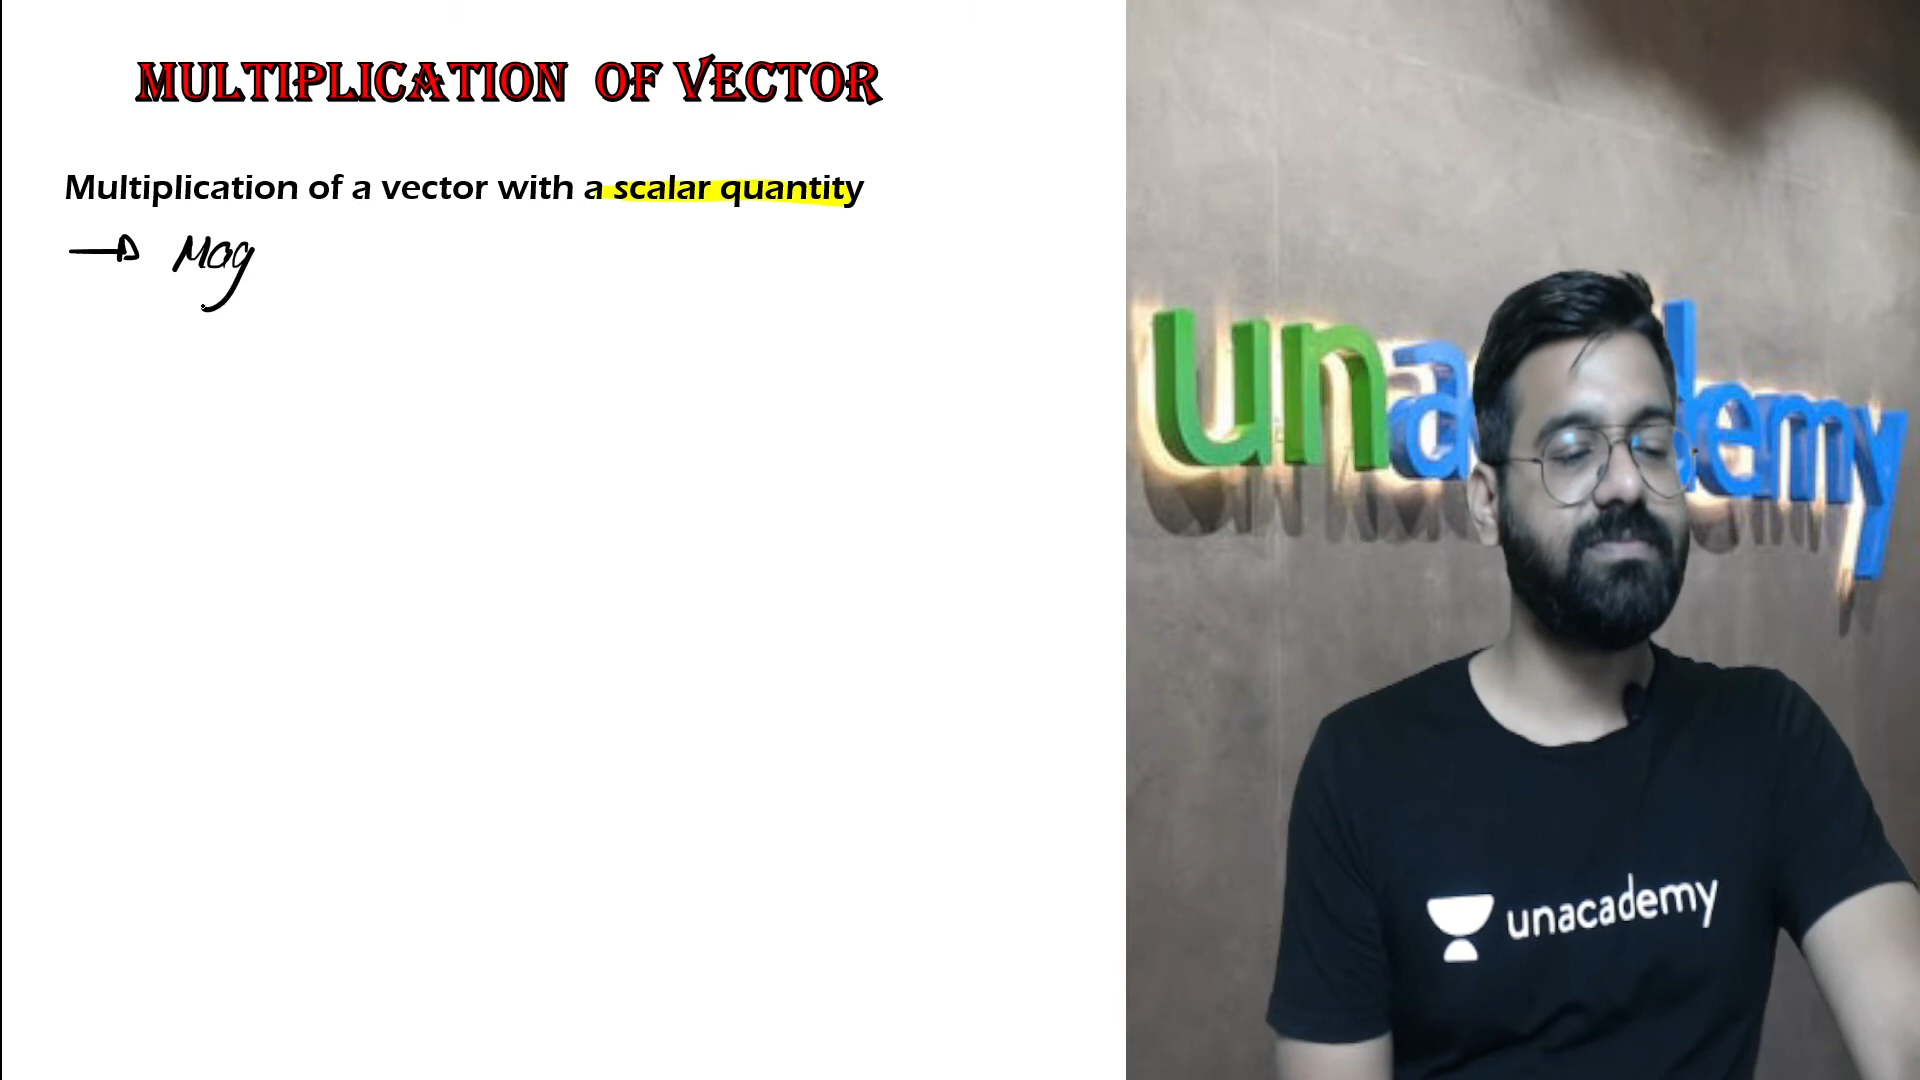 MULTIPLICATION OF VECTOR
Multiplication of a vector with a scalar quantity
Mag
unacademy
unacademy